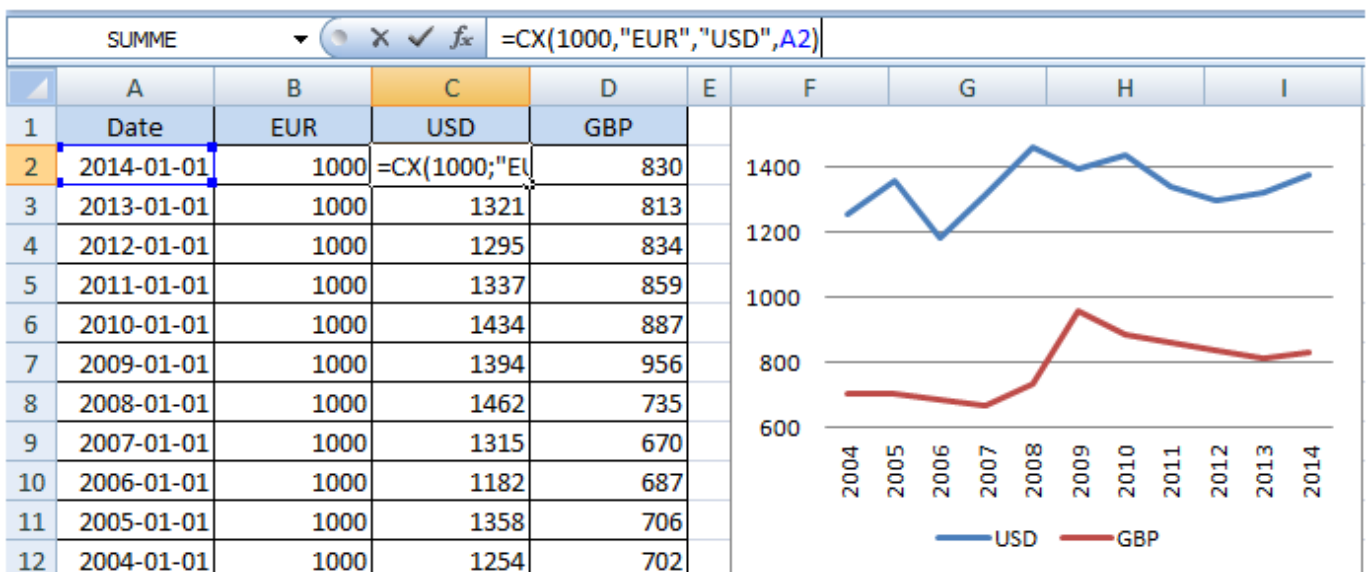 SUMME fx =CX(1000,"EUR","USD",A2)
A B C D E F G H I
1 Date EUR USD GBP
2 2014-01-01 1000 =CX(1000;"EU 830
3 2013-01-01 1000 1321 813
4 2012-01-01 1000 1295 834
5 2011-01-01 1000 1337 859
6 2010-01-01 1000 1434 887
7 2009-01-01 1000 1394 956
8 2008-01-01 1000 1462 735
9 2007-01-01 1000 1315 670
10 2006-01-01 1000 1182 687
11 2005-01-01 1000 1358 706
12 2004-01-01 1000 1254 702
1400
1200
1000
800
600
2004 2005 2006 2007 2008 2009 2010 2011 2012 2013 2014
USD GBP